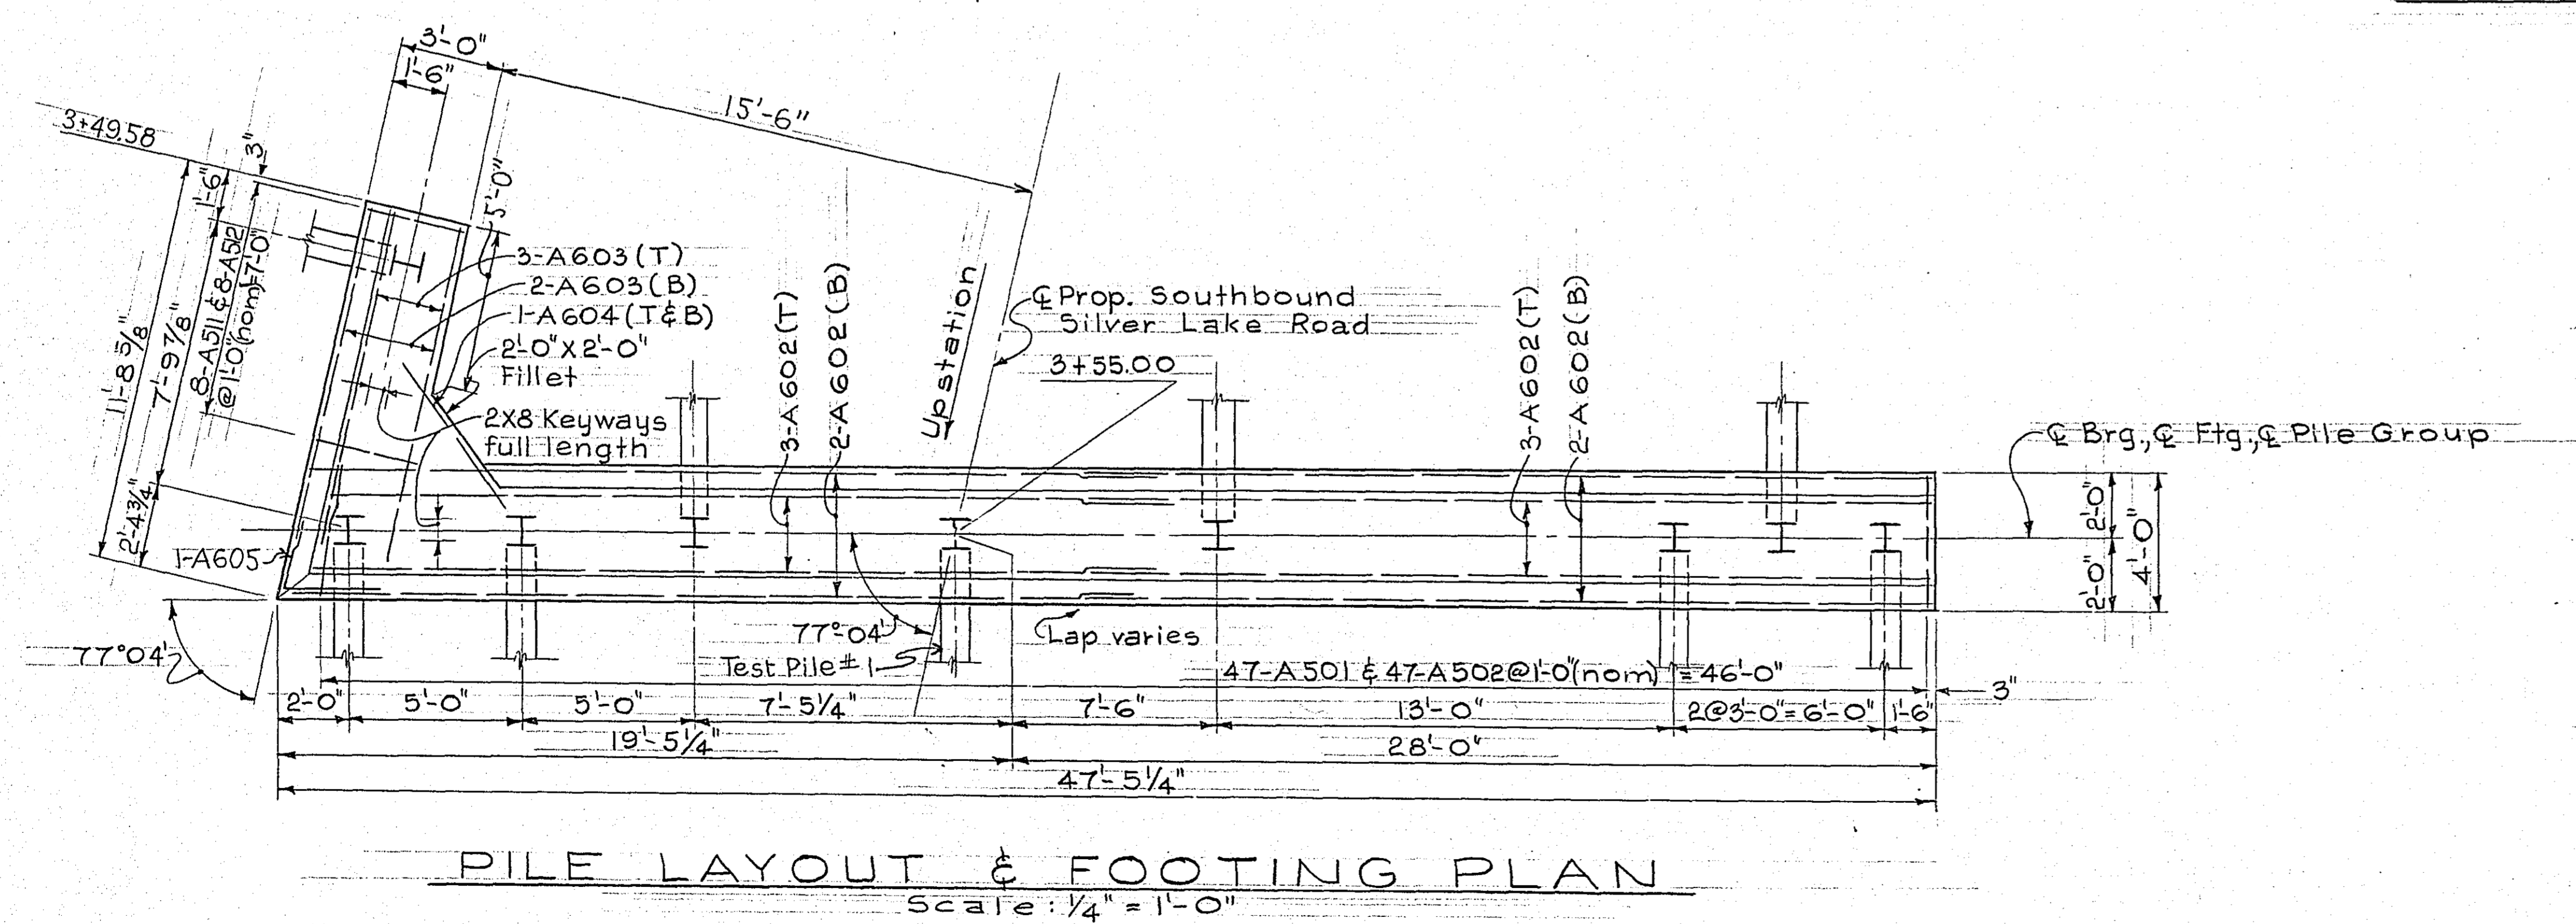 3'-0"
1'-6"
15'-6"
3+49.58
3"
1'-6"
5'-0"
11'-8 5/8"
7'-9 7/8"
8-A511 & 8-A512
@1'-0"(nom)=7'-0"
2'-4 3/4"
3-A603 (T)
2-A603 (B)
1-A604 (T&B)
2'-0" X 2'-0"
Fillet
2X8 Keyways
full length
1-A605
77°04'
3-A602 (T)
2-A602 (B)
Upstation
℄ Prop. Southbound
Silver Lake Road
3+55.00
3-A602 (T)
2-A602 (B)
℄ Brg., ℄ Ftg., ℄ Pile Group
2'-0"
2'-0"
4'-0"
77°-04'
Test Pile # 1
Lap varies
47-A501 & 47-A502@1'-0"(nom) = 46'-0"
3"
2'-0" 5'-0" 5'-0" 7'-5 1/4" 7'-6" 13'-0" 2@3'-0"=6'-0" 1'-6"
19'-5 1/4" 28'-0"
47'-5 1/4"
PILE LAYOUT & FOOTING PLAN
Scale: 1/4" = 1'-0"